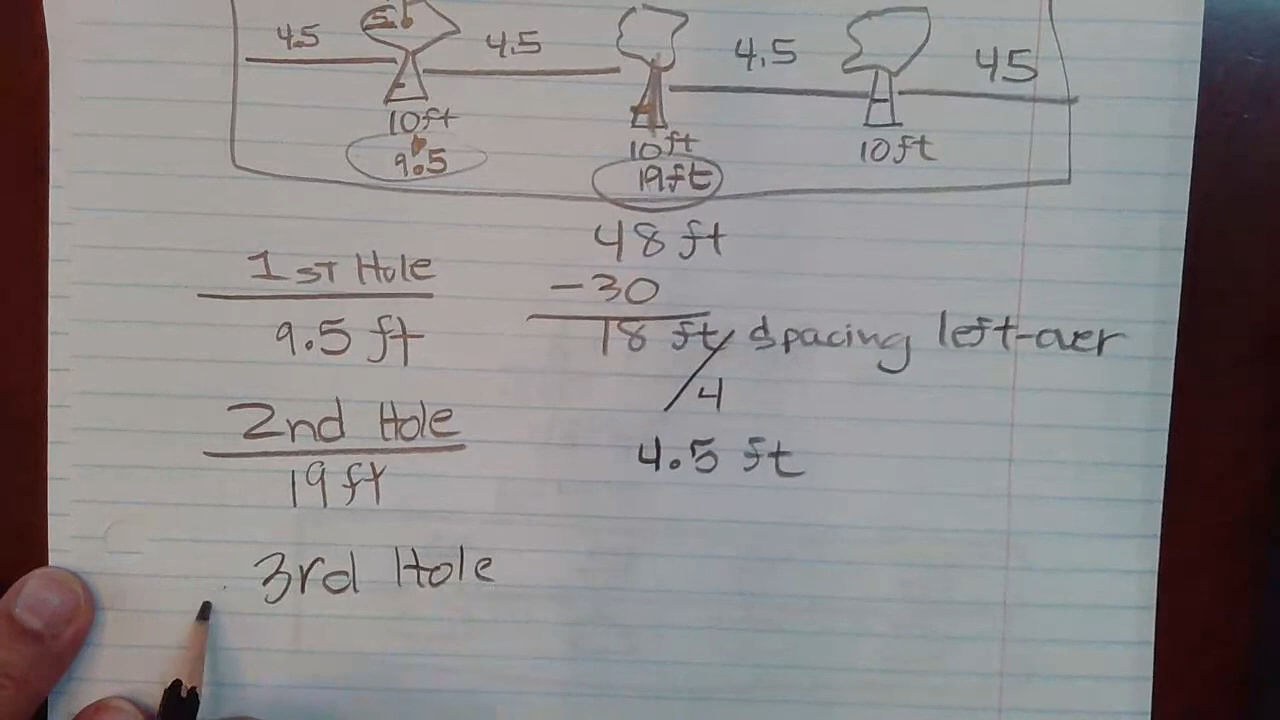 4.5 5 4.5 4.5 45
10ft 10ft 10ft
9.5 19ft
48 ft
1st Hole
-30
9.5 ft
18 ft spacing left-over
/4
2nd Hole
4.5 ft
19 ft
3rd Hole